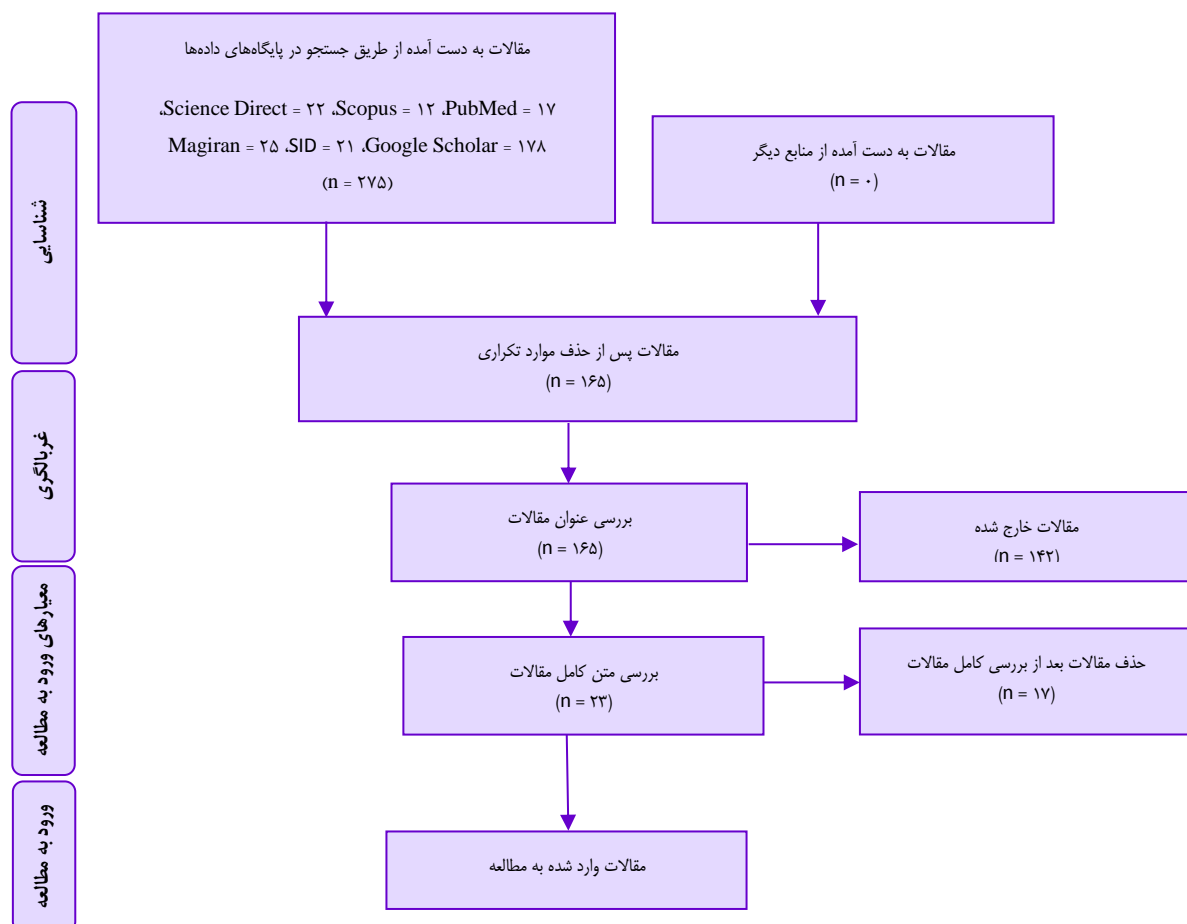 مقالات به دست آمده از طریق جستجو در پایگاه‌های داده‌ها
Science Direct = ۲۲ ،Scopus = ۱۲ ،PubMed = ۱۷،
Magiran = ۲۵ ،SID = ۲۱ ،Google Scholar = ۱۷۸
(n = ۲۷۵)
مقالات به دست آمده از منابع دیگر
(n = ۰)
شناسایی
مقالات پس از حذف موارد تکراری
(n = ۱۶۵)
غربالگری
بررسی عنوان مقالات
(n = ۱۶۵)
مقالات خارج شده
(n = ۱۴۲)
معیارهای ورود به مطالعه
بررسی متن کامل مقالات
(n = ۲۳)
حذف مقالات بعد از بررسی کامل مقالات
(n = ۱۷)
ورود به مطالعه
مقالات وارد شده به مطالعه